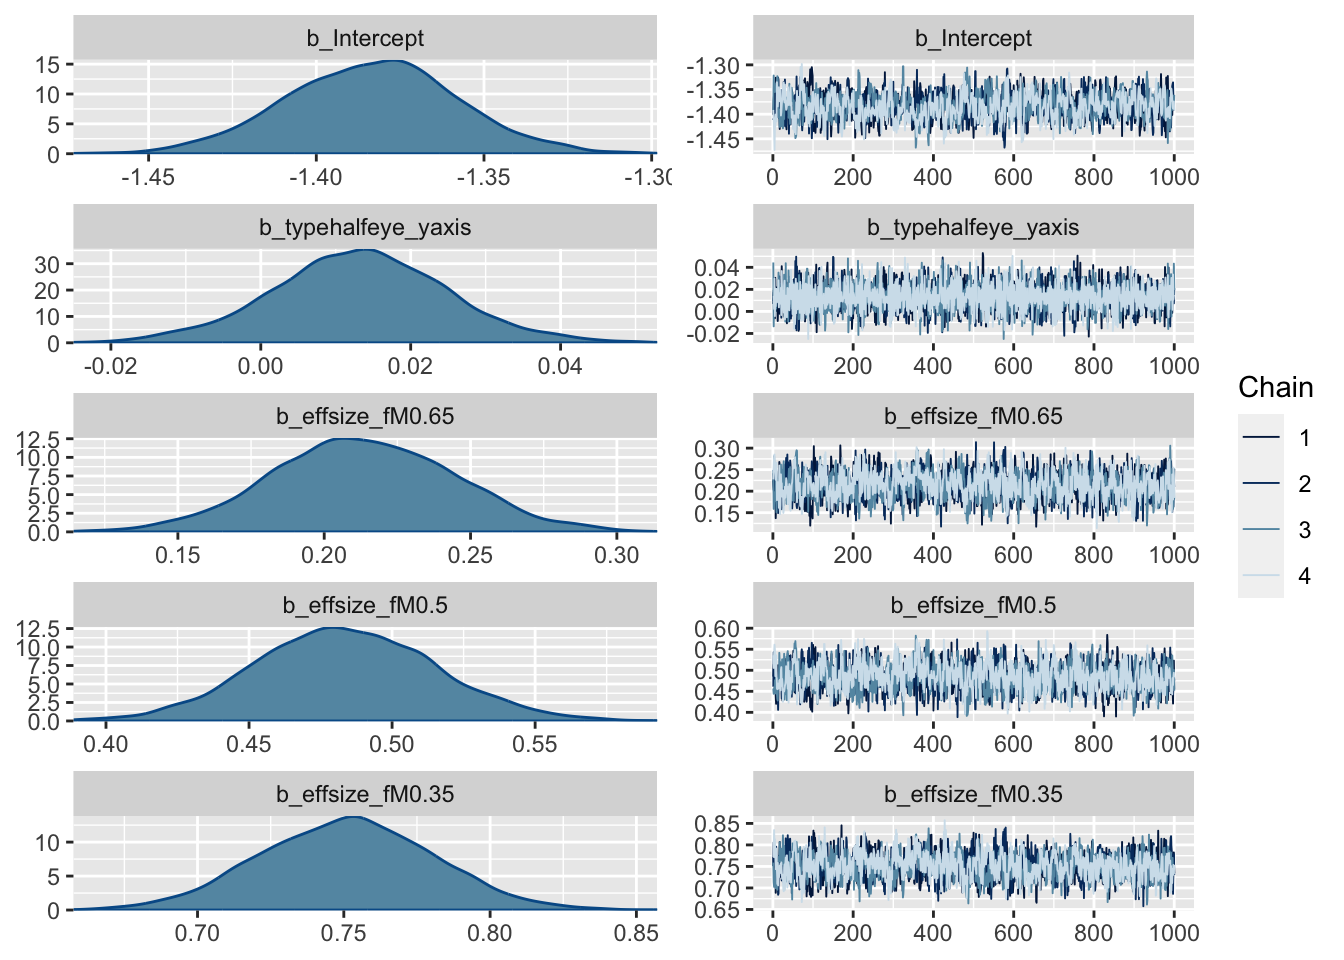 b_Intercept
15
10
5
0
-1.45 -1.40 -1.35 -1.30
b_Intercept
-1.30
-1.35
-1.40
-1.45
0 200 400 600 800 1000
b_typehalfeye_yaxis
30
20
10
0
-0.02 0.00 0.02 0.04
b_typehalfeye_yaxis
0.04
0.02
0.00
-0.02
0 200 400 600 800 1000
b_effsize_fM0.65
12.5
10.0
7.5
5.0
2.5
0.0
0.15 0.20 0.25 0.30
b_effsize_fM0.65
0.30
0.25
0.20
0.15
0 200 400 600 800 1000
b_effsize_fM0.5
12.5
10.0
7.5
5.0
2.5
0.0
0.40 0.45 0.50 0.55
b_effsize_fM0.5
0.60
0.55
0.50
0.45
0.40
0 200 400 600 800 1000
b_effsize_fM0.35
10
5
0
0.70 0.75 0.80 0.85
b_effsize_fM0.35
0.85
0.80
0.75
0.70
0.65
0 200 400 600 800 1000
Chain
1
2
3
4